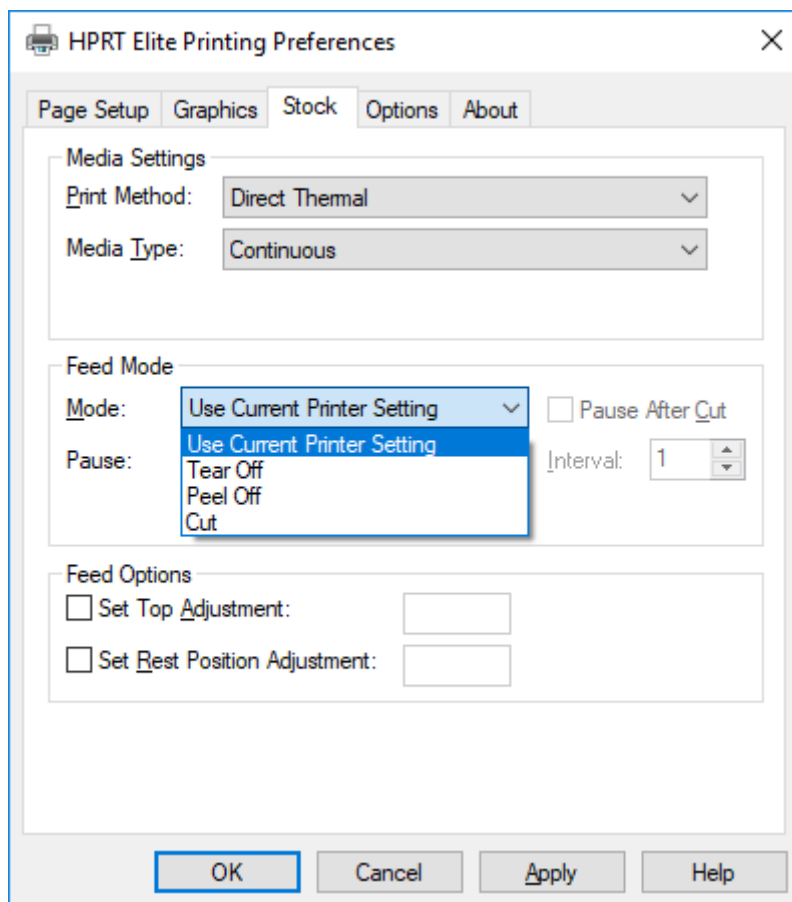 HPRT Elite Printing Preferences
Page Setup Graphics Stock Options About
Media Settings
Print Method: Direct Thermal
Media Type: Continuous
Feed Mode
Mode: Use Current Printer Setting Pause After Cut
Use Current Printer Setting
Pause: Tear Off Interval: 1
Peel Off
Cut
Feed Options
Set Top Adjustment:
Set Rest Position Adjustment:
OK Cancel Apply Help